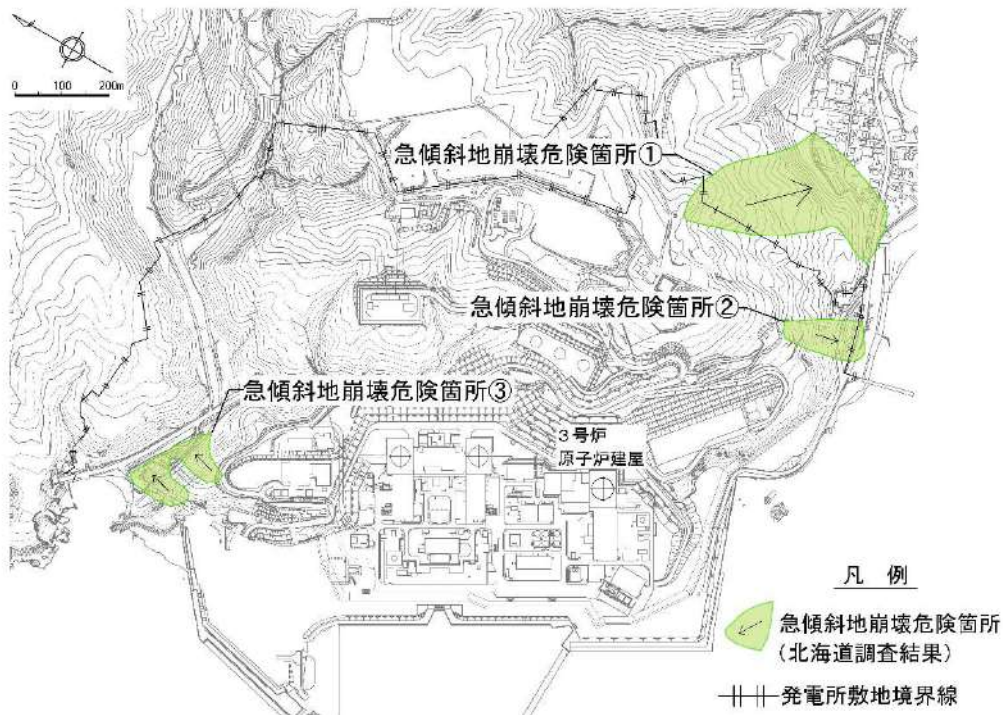 0 100 200m
急傾斜地崩壊危険箇所①
急傾斜地崩壊危険箇所②
急傾斜地崩壊危険箇所③
3号炉
原子炉建屋
凡 例
急傾斜地崩壊危険箇所
(北海道調査結果)
発電所敷地境界線